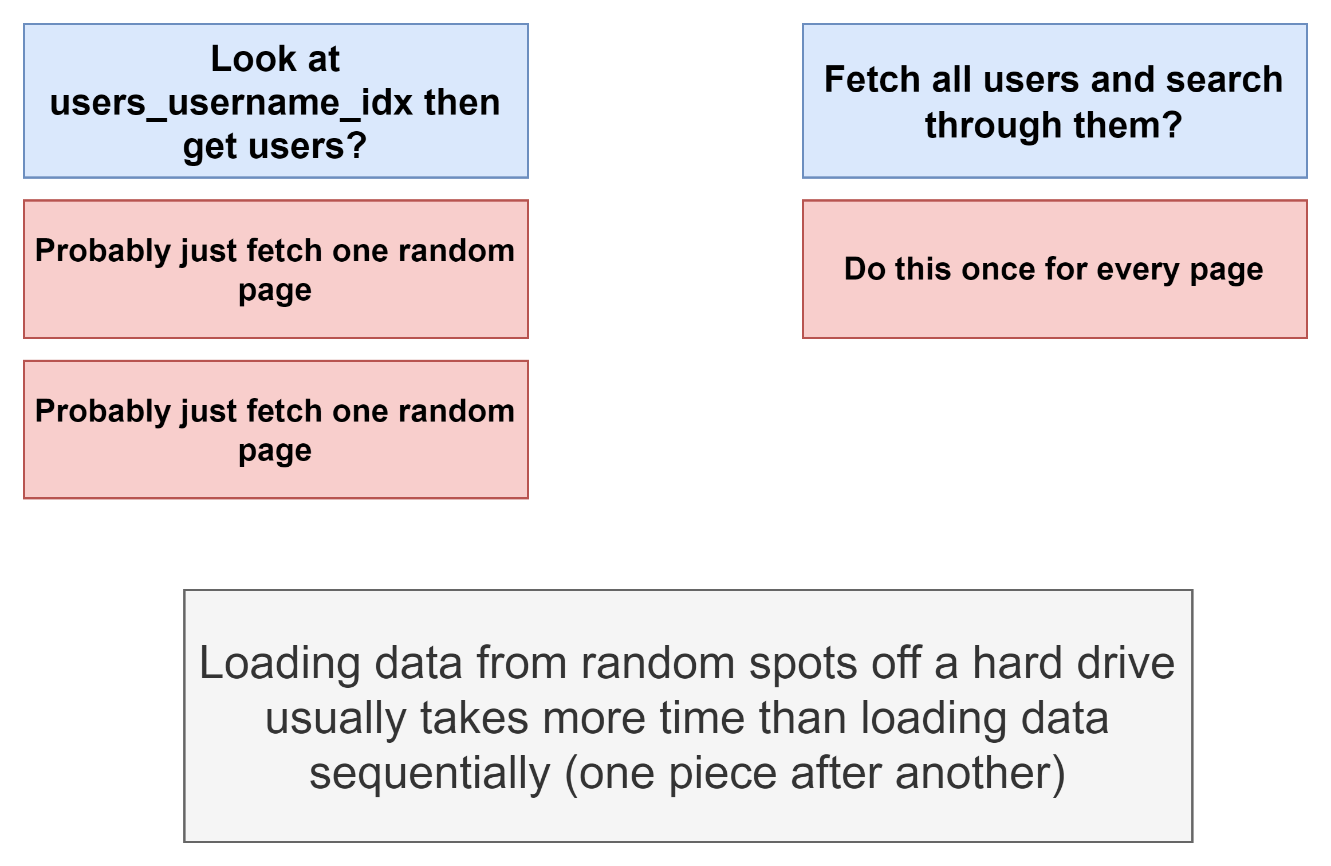 Look at
users_username_idx then
get users?
Probably just fetch one random
page
Probably just fetch one random
page
Fetch all users and search
through them?
Do this once for every page
Loading data from random spots off a hard drive
usually takes more time than loading data
sequentially (one piece after another)